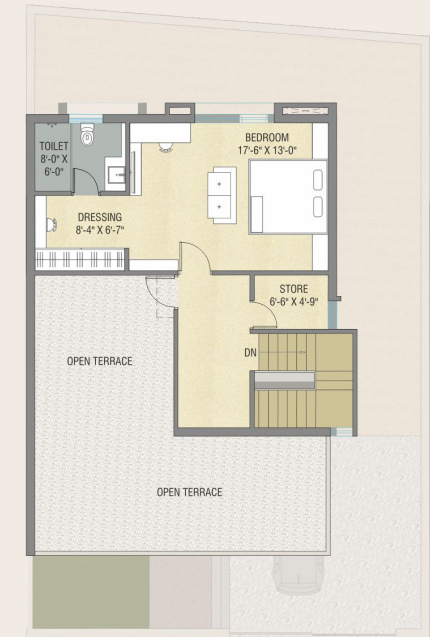 BEDROOM
17'-6" X 13'-0"
TOILET
8'-0" X
6'-0"
DRESSING
8'-4" X 6'-7"
STORE
6'-6" X 4'-9"
DN
OPEN TERRACE
OPEN TERRACE